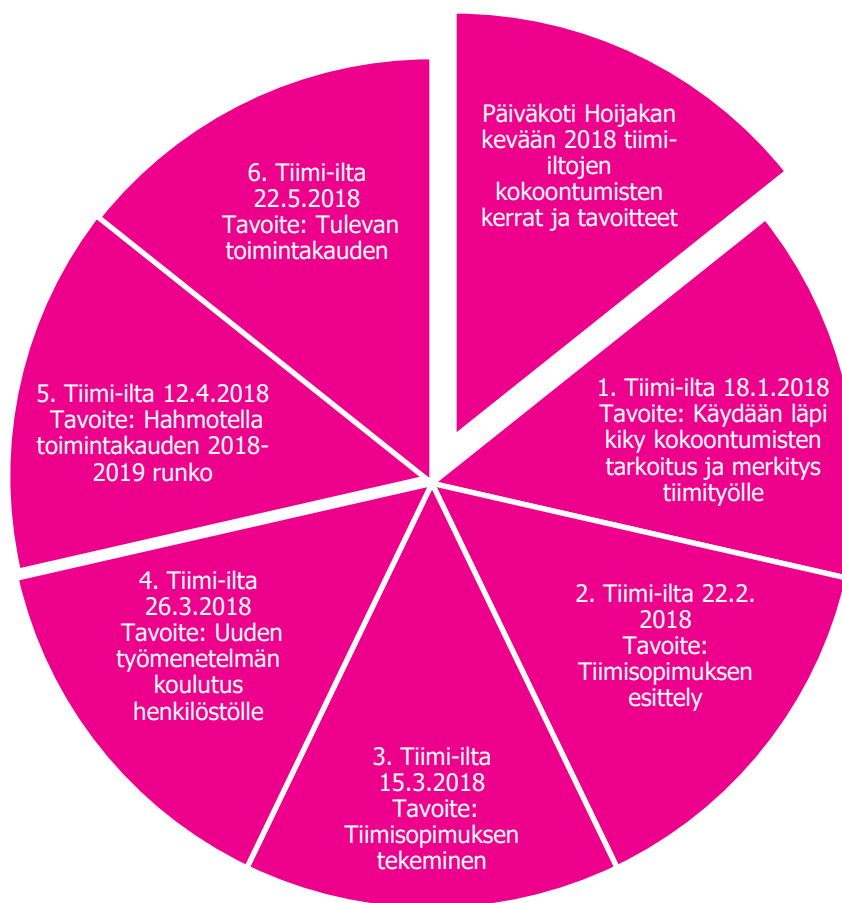 Päiväkoti Hoijakan
kevään 2018 tiimi-
iltojen
kokoontumisten
kerrat ja tavoitteet
1. Tiimi-ilta 18.1.2018
Tavoite: Käydään läpi
kiky kokoontumisten
tarkoitus ja merkitys
tiimityölle
2. Tiimi-ilta 22.2.
2018
Tavoite:
Tiimisopimuksen
esittely
3. Tiimi-ilta
15.3.2018
Tavoite:
Tiimisopimuksen
tekeminen
4. Tiimi-ilta
26.3.2018
Tavoite: Uuden
työmenetelmän
koulutus
henkilöstölle
5. Tiimi-ilta 12.4.2018
Tavoite: Hahmotella
toimintakauden 2018-
2019 runko
6. Tiimi-ilta
22.5.2018
Tavoite: Tulevan
toimintakauden